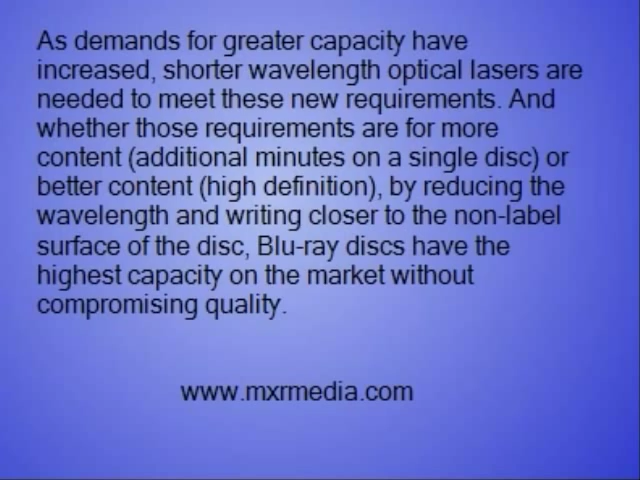 As demands for greater capacity have
increased, shorter wavelength optical lasers are
needed to meet these new requirements. And
whether those requirements are for more
content (additional minutes on a single disc) or
better content (high definition), by reducing the
wavelength and writing closer to the non-label
surface of the disc, Blu-ray discs have the
highest capacity on the market without
compromising quality.
www.mxrmedia.com